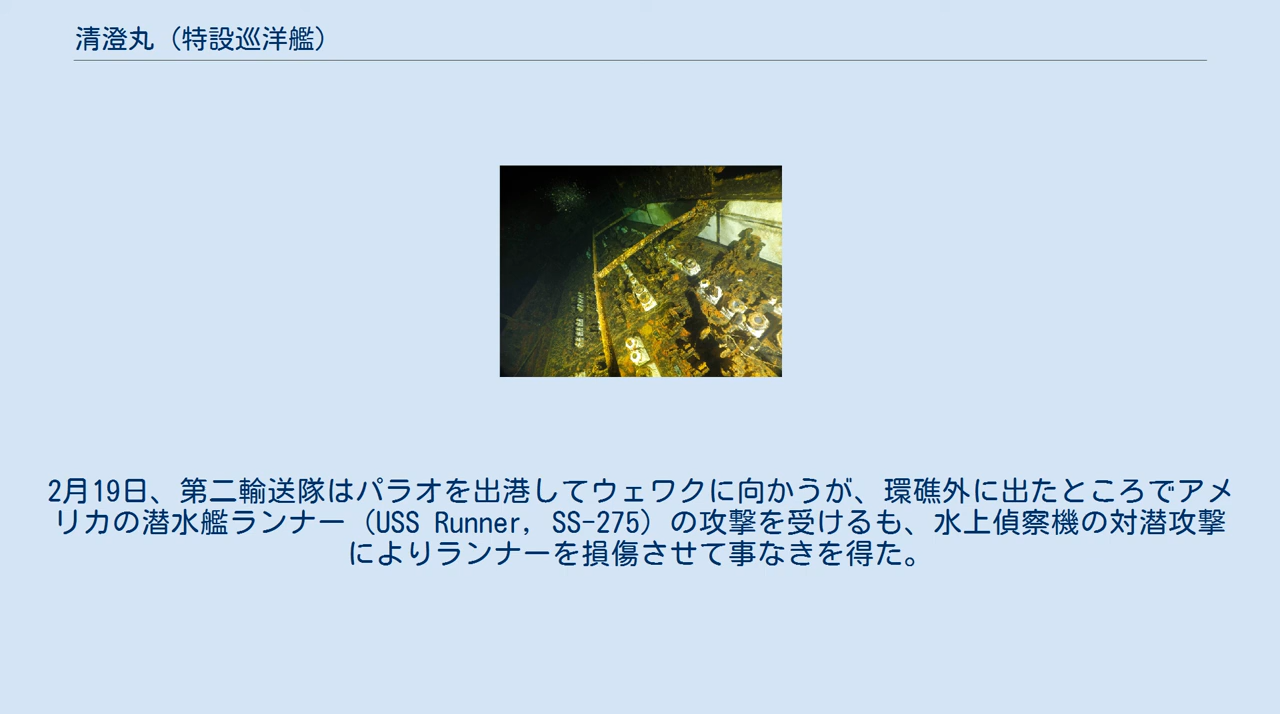 清澄丸（特設巡洋艦）
2月19日、第二輸送隊はパラオを出港してウェワクに向かうが、環礁外に出たところでアメ
リカの潜水艦ランナー（USS Runner, SS-275）の攻撃を受けるも、水上偵察機の対潜攻撃
によりランナーを損傷させて事なきを得た。